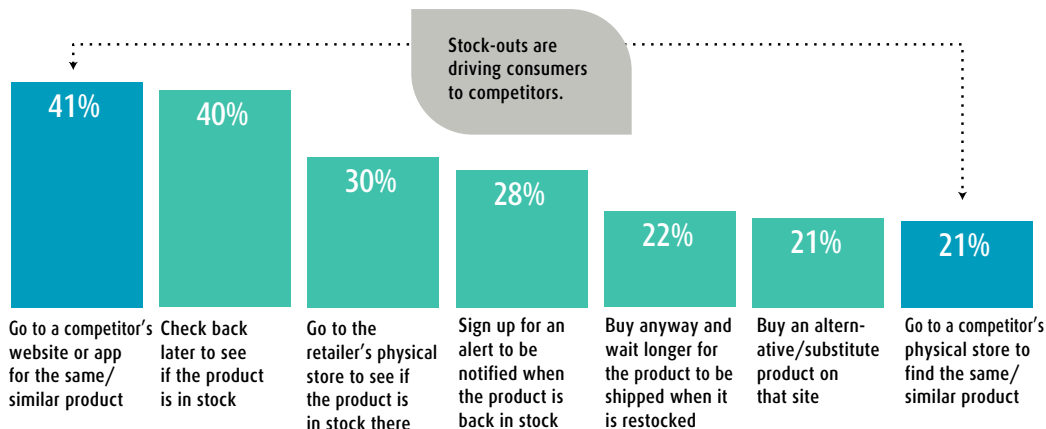 Stock-outs are
driving consumers
to competitors.
41%
40%
30%
28%
22%
21%
21%
Go to a competitor's
website or app
for the same/
similar product
Check back
later to see
if the product
is in stock
Go to the
retailer's physical
store to see if
the product is
in stock there
Sign up for an
alert to be
notified when
the product is
back in stock
Buy anyway and
wait longer for
the product to be
shipped when it
is restocked
Buy an altern-
ative/substitute
product on
that site
Go to a competitor's
physical store to
find the same/
similar product